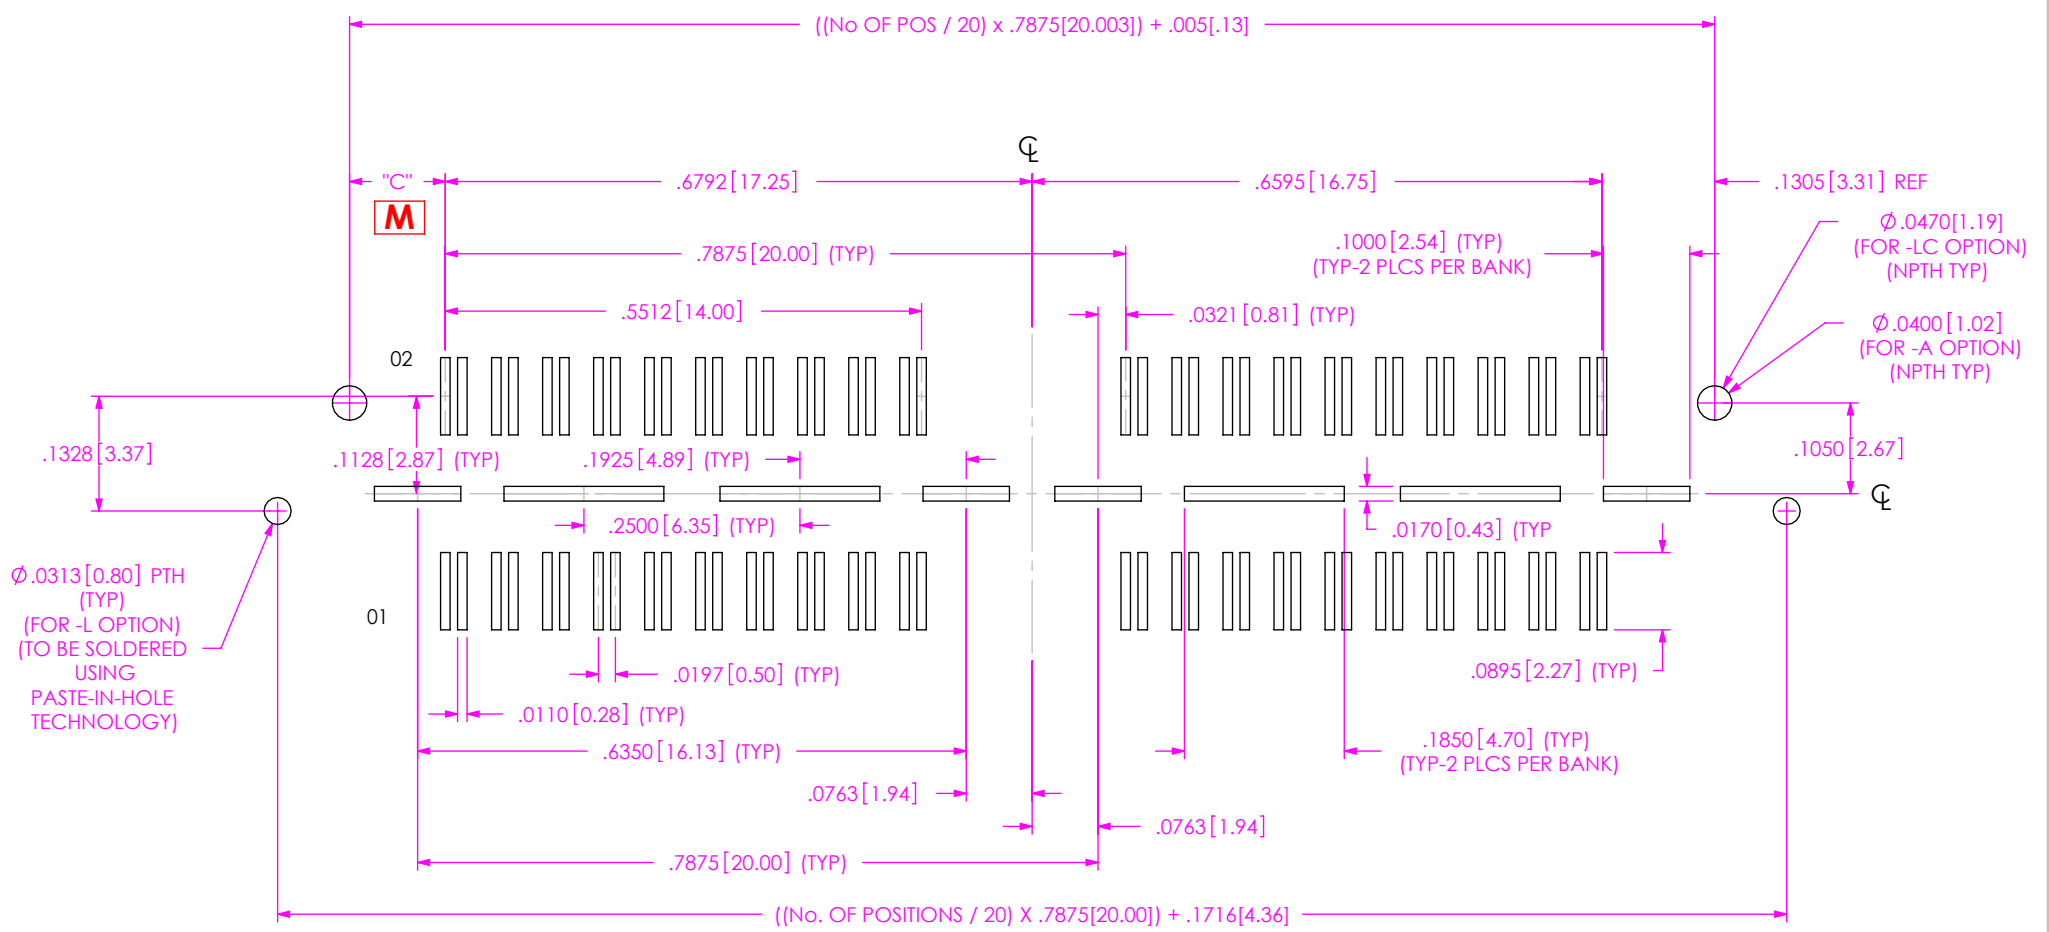 ((No OF POS / 20) x .7875[20.003]) + .005[.13]
℄
"C"
.6792[17.25]
.6595[16.75]
.1305[3.31] REF
M
Ø.0470[1.19]
(FOR -LC OPTION)
(NPTH TYP)
.7875[20.00] (TYP)
.1000[2.54] (TYP)
(TYP-2 PLCS PER BANK)
.5512[14.00]
.0321[0.81] (TYP)
Ø.0400[1.02]
(FOR -A OPTION)
(NPTH TYP)
02
.1328[3.37]
.1128[2.87] (TYP)
.1925[4.89] (TYP)
.1050[2.67]
℄
.2500[6.35] (TYP)
.0170[0.43] (TYP
Ø.0313[0.80] PTH
(TYP)
(FOR -L OPTION)
(TO BE SOLDERED
USING
PASTE-IN-HOLE
TECHNOLOGY)
01
.0197[0.50] (TYP)
.0895[2.27] (TYP)
.0110[0.28] (TYP)
.6350[16.13] (TYP)
.1850[4.70] (TYP)
(TYP-2 PLCS PER BANK)
.0763[1.94]
.0763[1.94]
.7875[20.00] (TYP)
((No. OF POSITIONS / 20) X .7875[20.00]) + .1716[4.36]